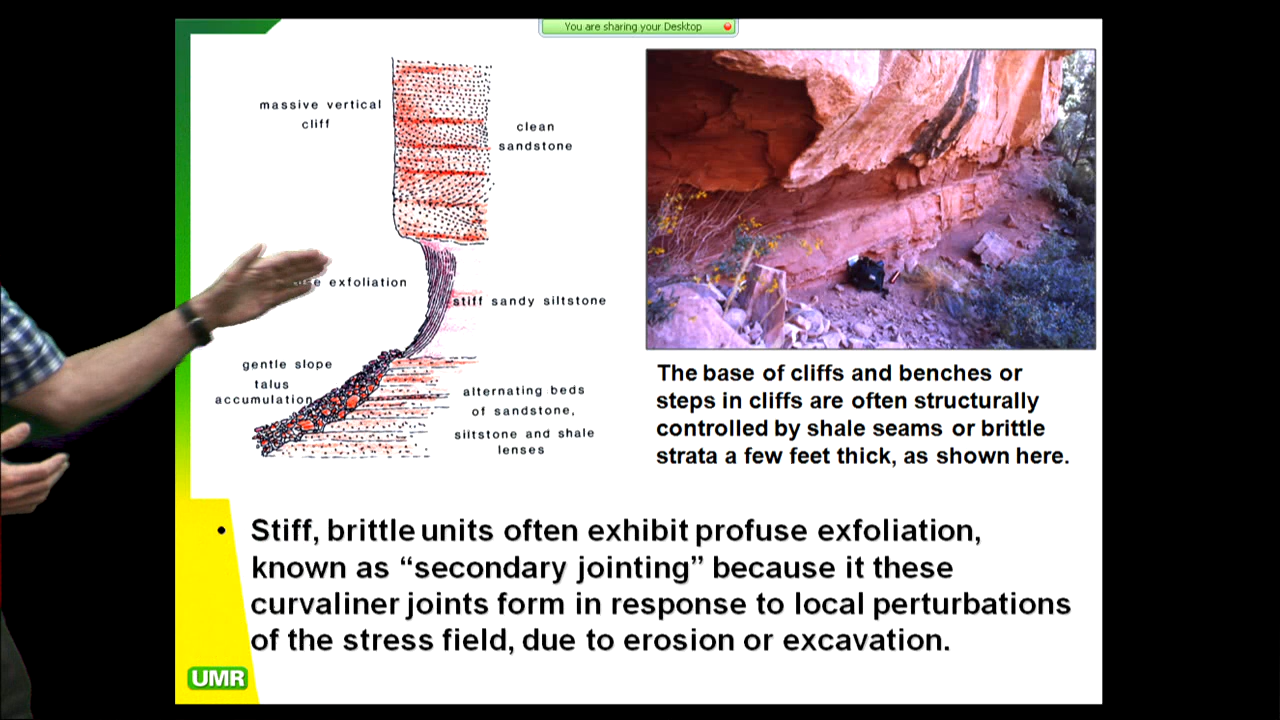 You are sharing your Desktop
massive vertical
cliff
clean
sandstone
exfoliation
stiff sandy siltstone
gentle slope
talus
accumulation
alternating beds
of sandstone,
siltstone and shale
lenses
The base of cliffs and benches or
steps in cliffs are often structurally
controlled by shale seams or brittle
strata a few feet thick, as shown here.
• Stiff, brittle units often exhibit profuse exfoliation,
known as “secondary jointing” because it these
curvaliner joints form in response to local perturbations
of the stress field, due to erosion or excavation.
UMR